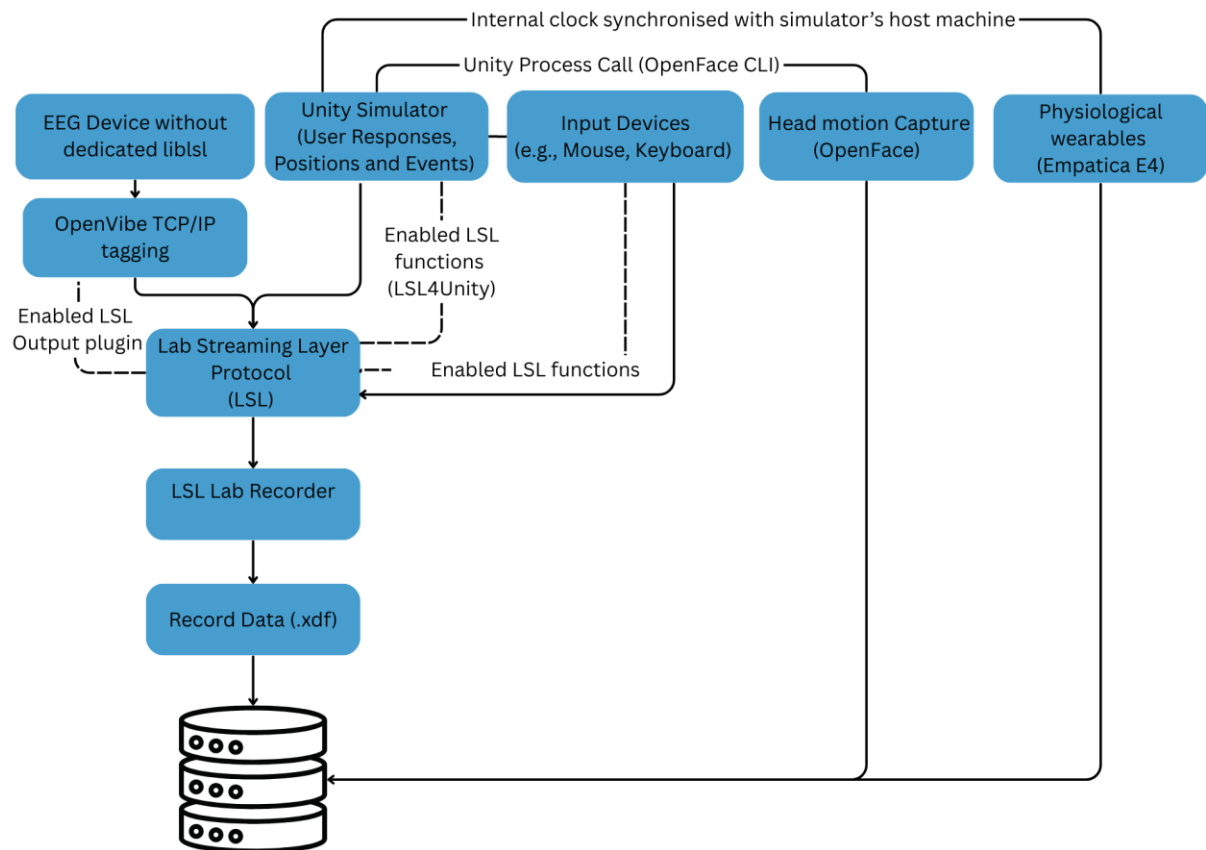 Internal clock synchronised with simulator's host machine
Unity Process Call (OpenFace CLI)
EEG Device without
dedicated liblsl
Unity Simulator
(User Responses,
Positions and Events)
Input Devices
(e.g., Mouse, Keyboard)
Head motion Capture
(OpenFace)
Physiological
wearables
(Empatica E4)
OpenVibe TCP/IP
tagging
Enabled LSL
functions
(LSL4Unity)
Enabled LSL
Output plugin
Lab Streaming Layer
Protocol
(LSL)
Enabled LSL functions
LSL Lab Recorder
Record Data (.xdf)